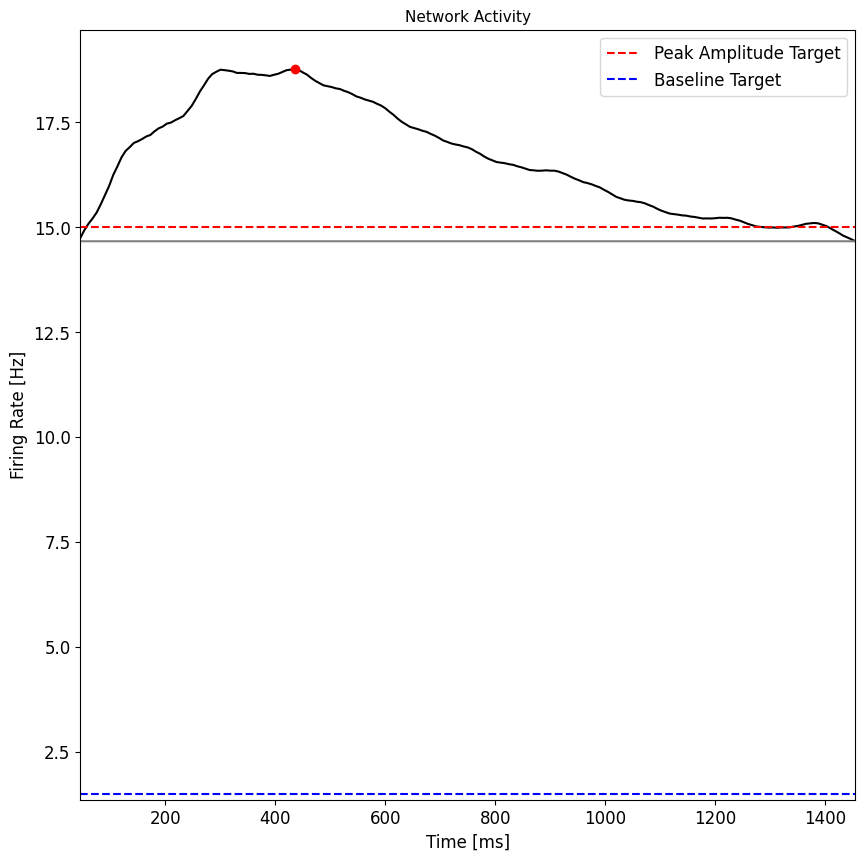 Network Activity
Peak Amplitude Target
Baseline Target
Firing Rate [Hz]
17.5
15.0
12.5
10.0
7.5
5.0
2.5
200 400 600 800 1000 1200 1400
Time [ms]